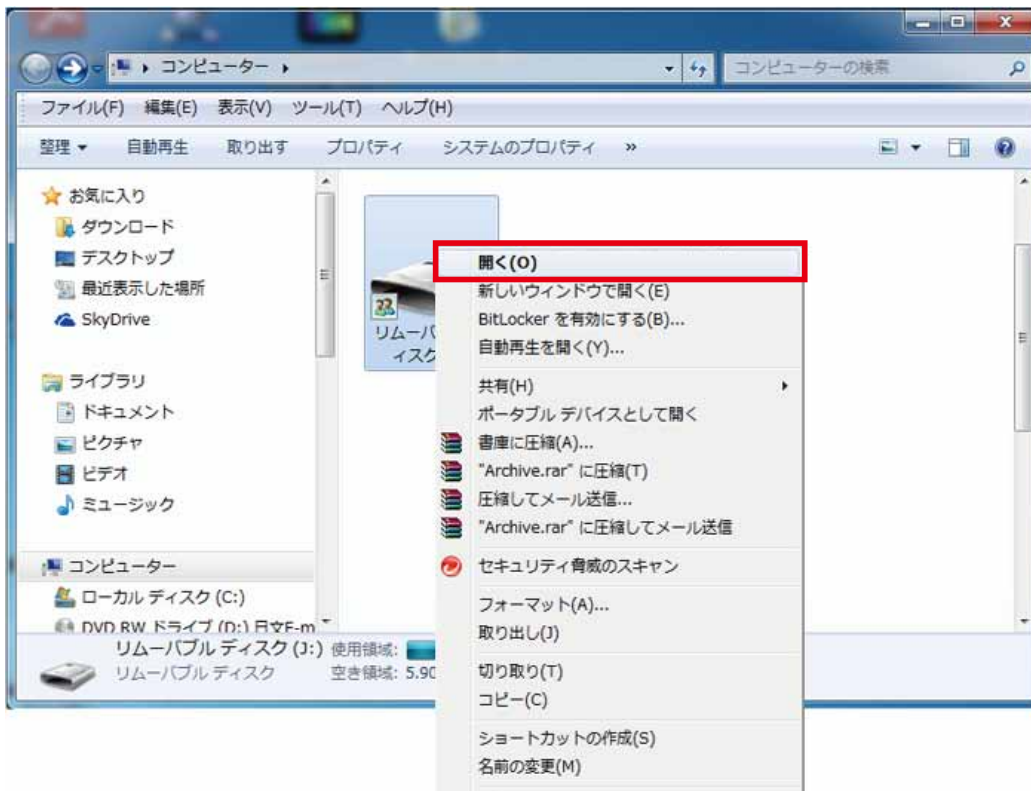 コンピューター
コンピューターの検索
ファイル(F) 編集(E) 表示(V) ツール(T) ヘルプ(H)
整理 自動再生 取り出す プロパティ システムのプロパティ »
お気に入り
ダウンロード
デスクトップ
最近表示した場所
SkyDrive
ライブラリ
ドキュメント
ピクチャ
ビデオ
ミュージック
コンピューター
ローカル ディスク (C:)
DVD RW ドライブ (D:) 日文F-m
リムーバ
ィスク
開く(O)
新しいウィンドウで開く(E)
BitLocker を有効にする(B)...
自動再生を開く(Y)...
共有(H)
ポータブル デバイスとして開く
書庫に圧縮(A)...
"Archive.rar" に圧縮(T)
圧縮してメール送信...
"Archive.rar" に圧縮してメール送信
セキュリティ脅威のスキャン
フォーマット(A)...
取り出し(J)
切り取り(T)
コピー(C)
ショートカットの作成(S)
名前の変更(M)
リムーバブル ディスク (J:) 使用領域:
リムーバブル ディスク 空き領域: 5.90